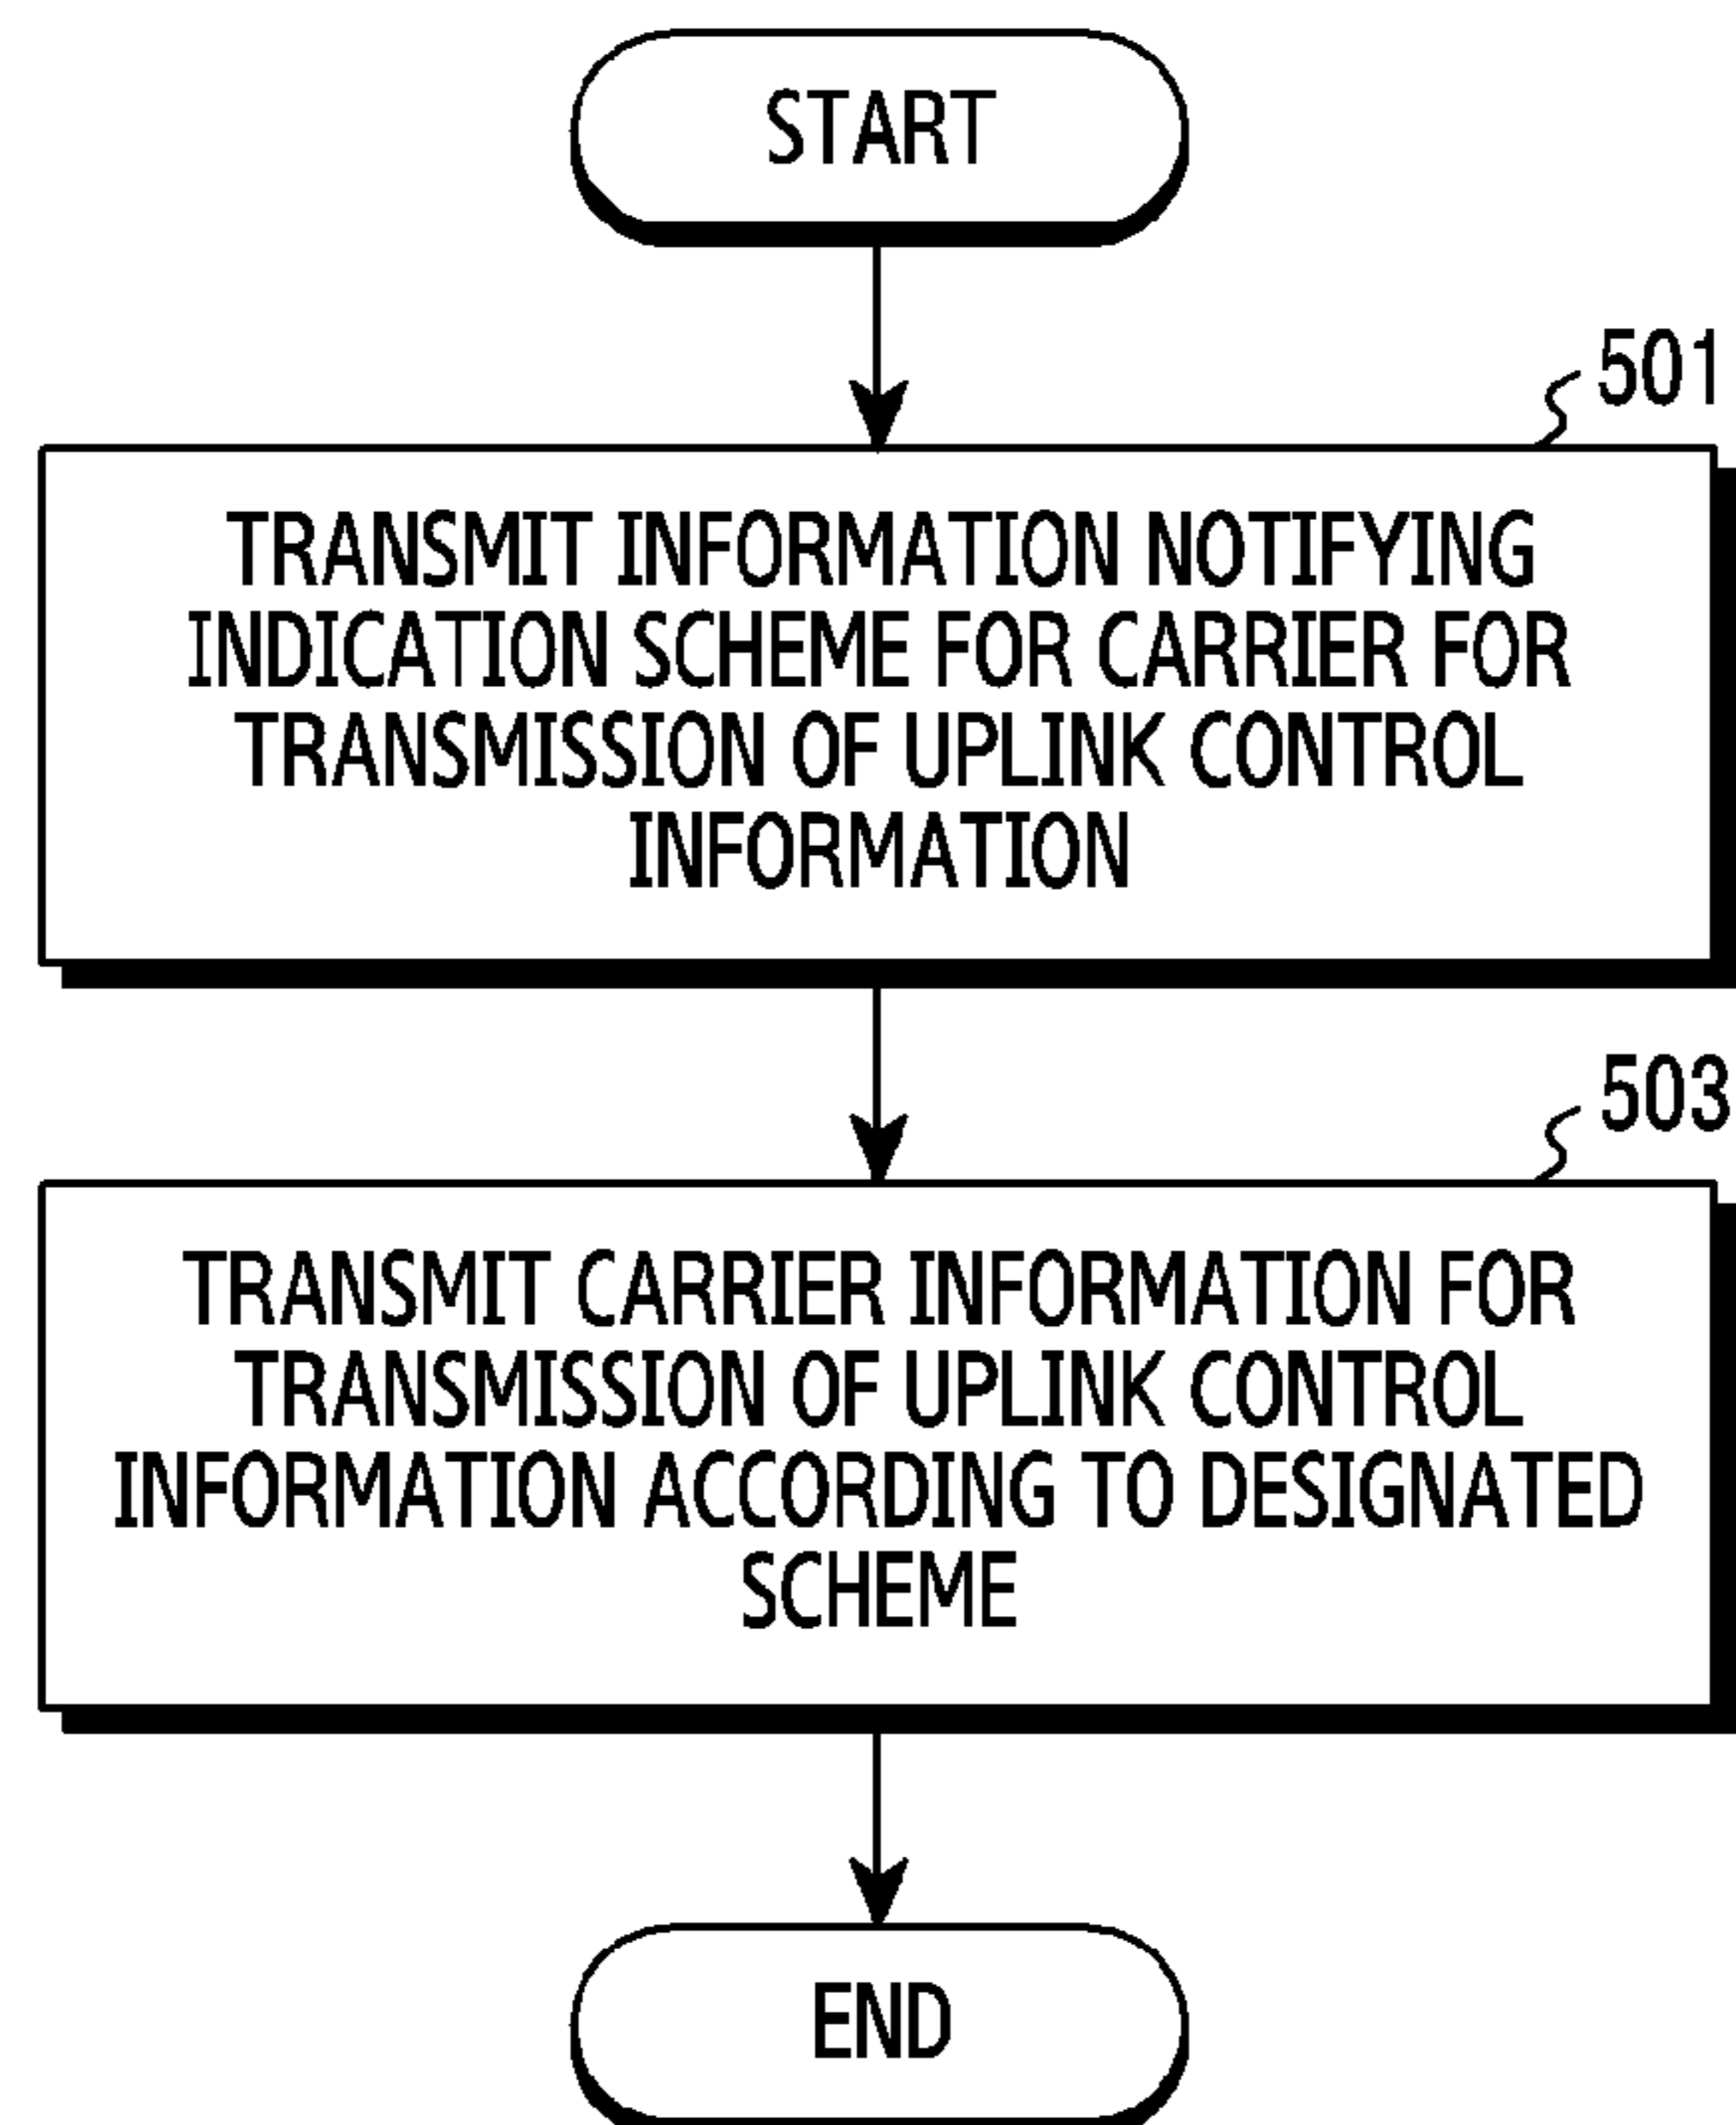 START
501
TRANSMIT INFORMATION NOTIFYING
INDICATION SCHEME FOR CARRIER FOR
TRANSMISSION OF UPLINK CONTROL
INFORMATION
503
TRANSMIT CARRIER INFORMATION FOR
TRANSMISSION OF UPLINK CONTROL
INFORMATION ACCORDING TO DESIGNATED
SCHEME
END